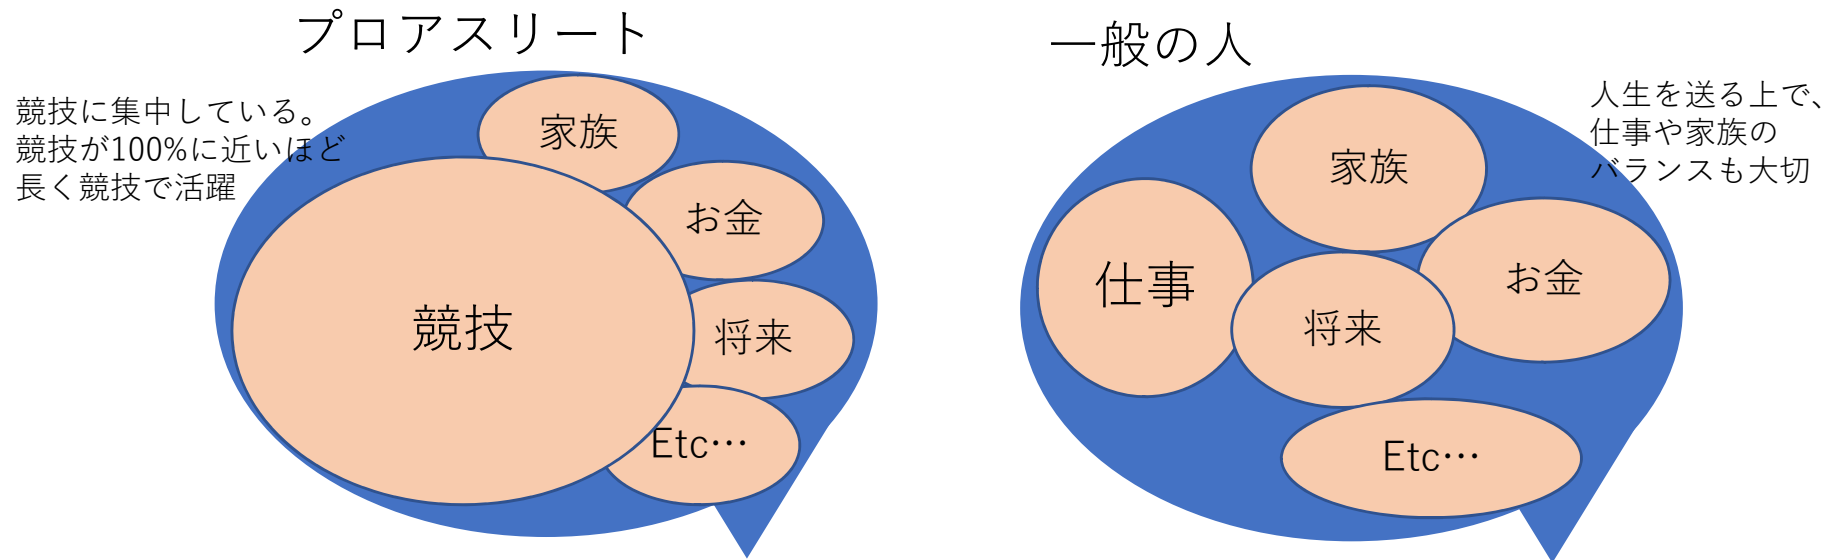 プロアスリート
競技に集中している。
競技が100%に近いほど
長く競技で活躍
家族
お金
競技
将来
Etc…
一般の人
人生を送る上で、
仕事や家族の
バランスも大切
家族
仕事
お金
将来
Etc…